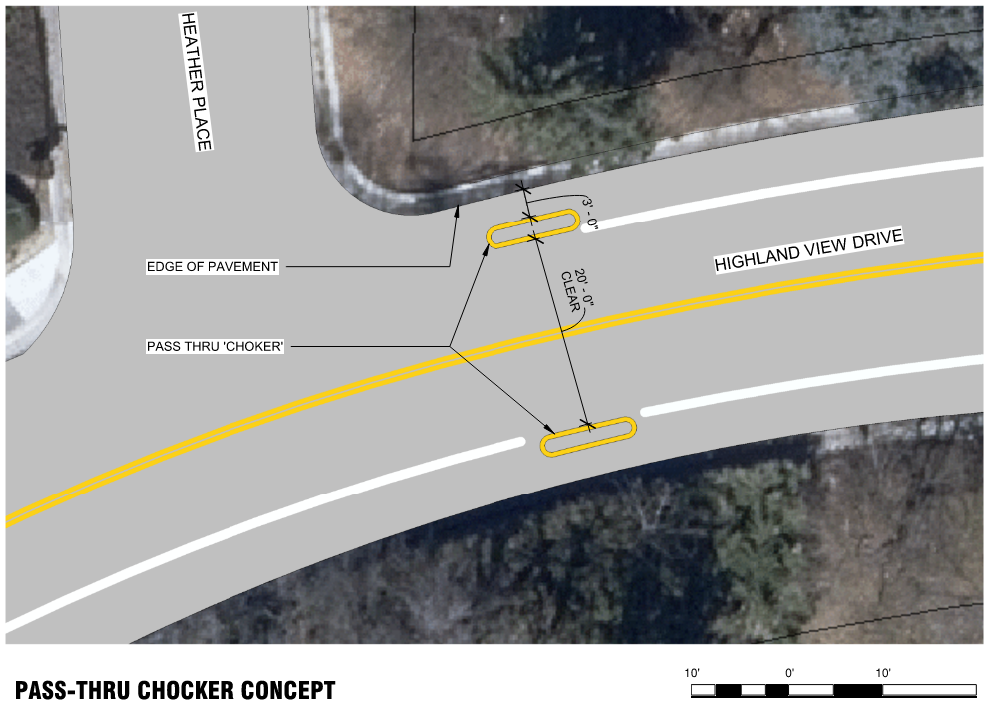 HEATHER PLACE
3' - 0"
HIGHLAND VIEW DRIVE
EDGE OF PAVEMENT
20' - 0"
CLEAR
PASS THRU 'CHOKER'
PASS-THRU CHOCKER CONCEPT
10' 0' 10'